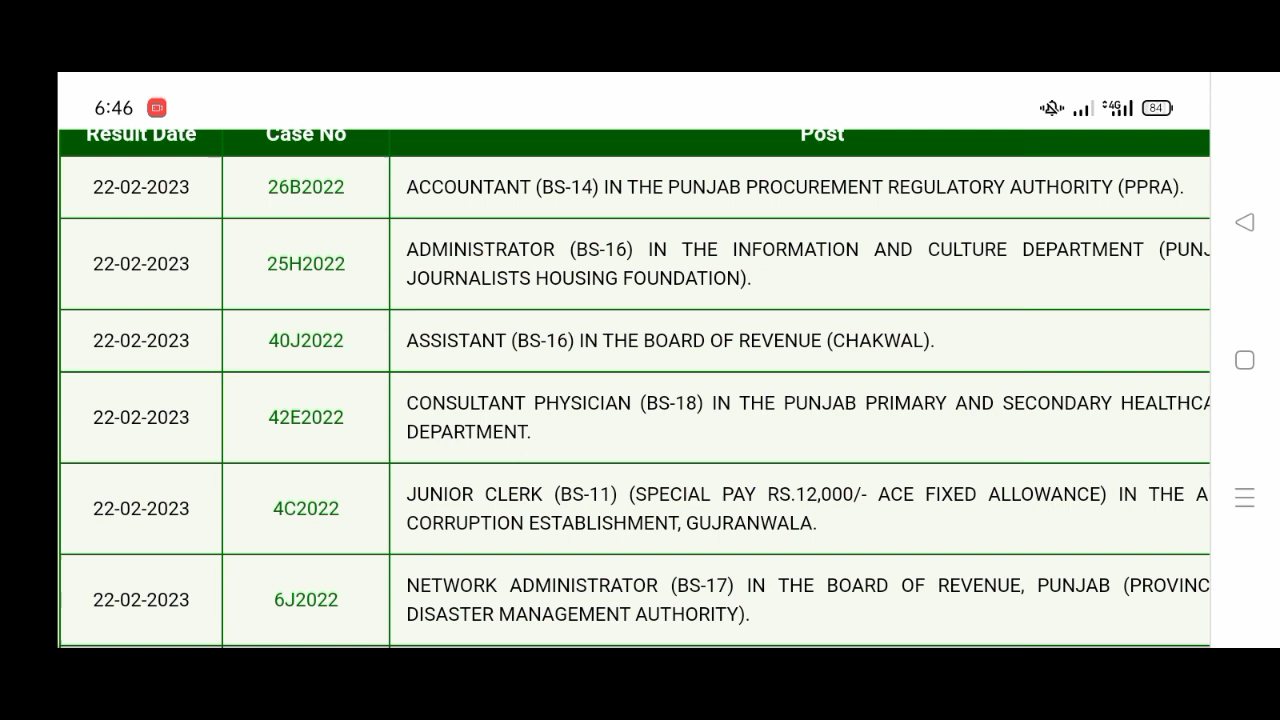 6:46 4G 84
Result Date Case No Post
22-02-2023 26B2022 ACCOUNTANT (BS-14) IN THE PUNJAB PROCUREMENT REGULATORY AUTHORITY (PPRA).
22-02-2023 25H2022 ADMINISTRATOR (BS-16) IN THE INFORMATION AND CULTURE DEPARTMENT (PUNJ
JOURNALISTS HOUSING FOUNDATION).
22-02-2023 40J2022 ASSISTANT (BS-16) IN THE BOARD OF REVENUE (CHAKWAL).
22-02-2023 42E2022 CONSULTANT PHYSICIAN (BS-18) IN THE PUNJAB PRIMARY AND SECONDARY HEALTHCA
DEPARTMENT.
22-02-2023 4C2022 JUNIOR CLERK (BS-11) (SPECIAL PAY RS.12,000/- ACE FIXED ALLOWANCE) IN THE A
CORRUPTION ESTABLISHMENT, GUJRANWALA.
22-02-2023 6J2022 NETWORK ADMINISTRATOR (BS-17) IN THE BOARD OF REVENUE, PUNJAB (PROVINC
DISASTER MANAGEMENT AUTHORITY).